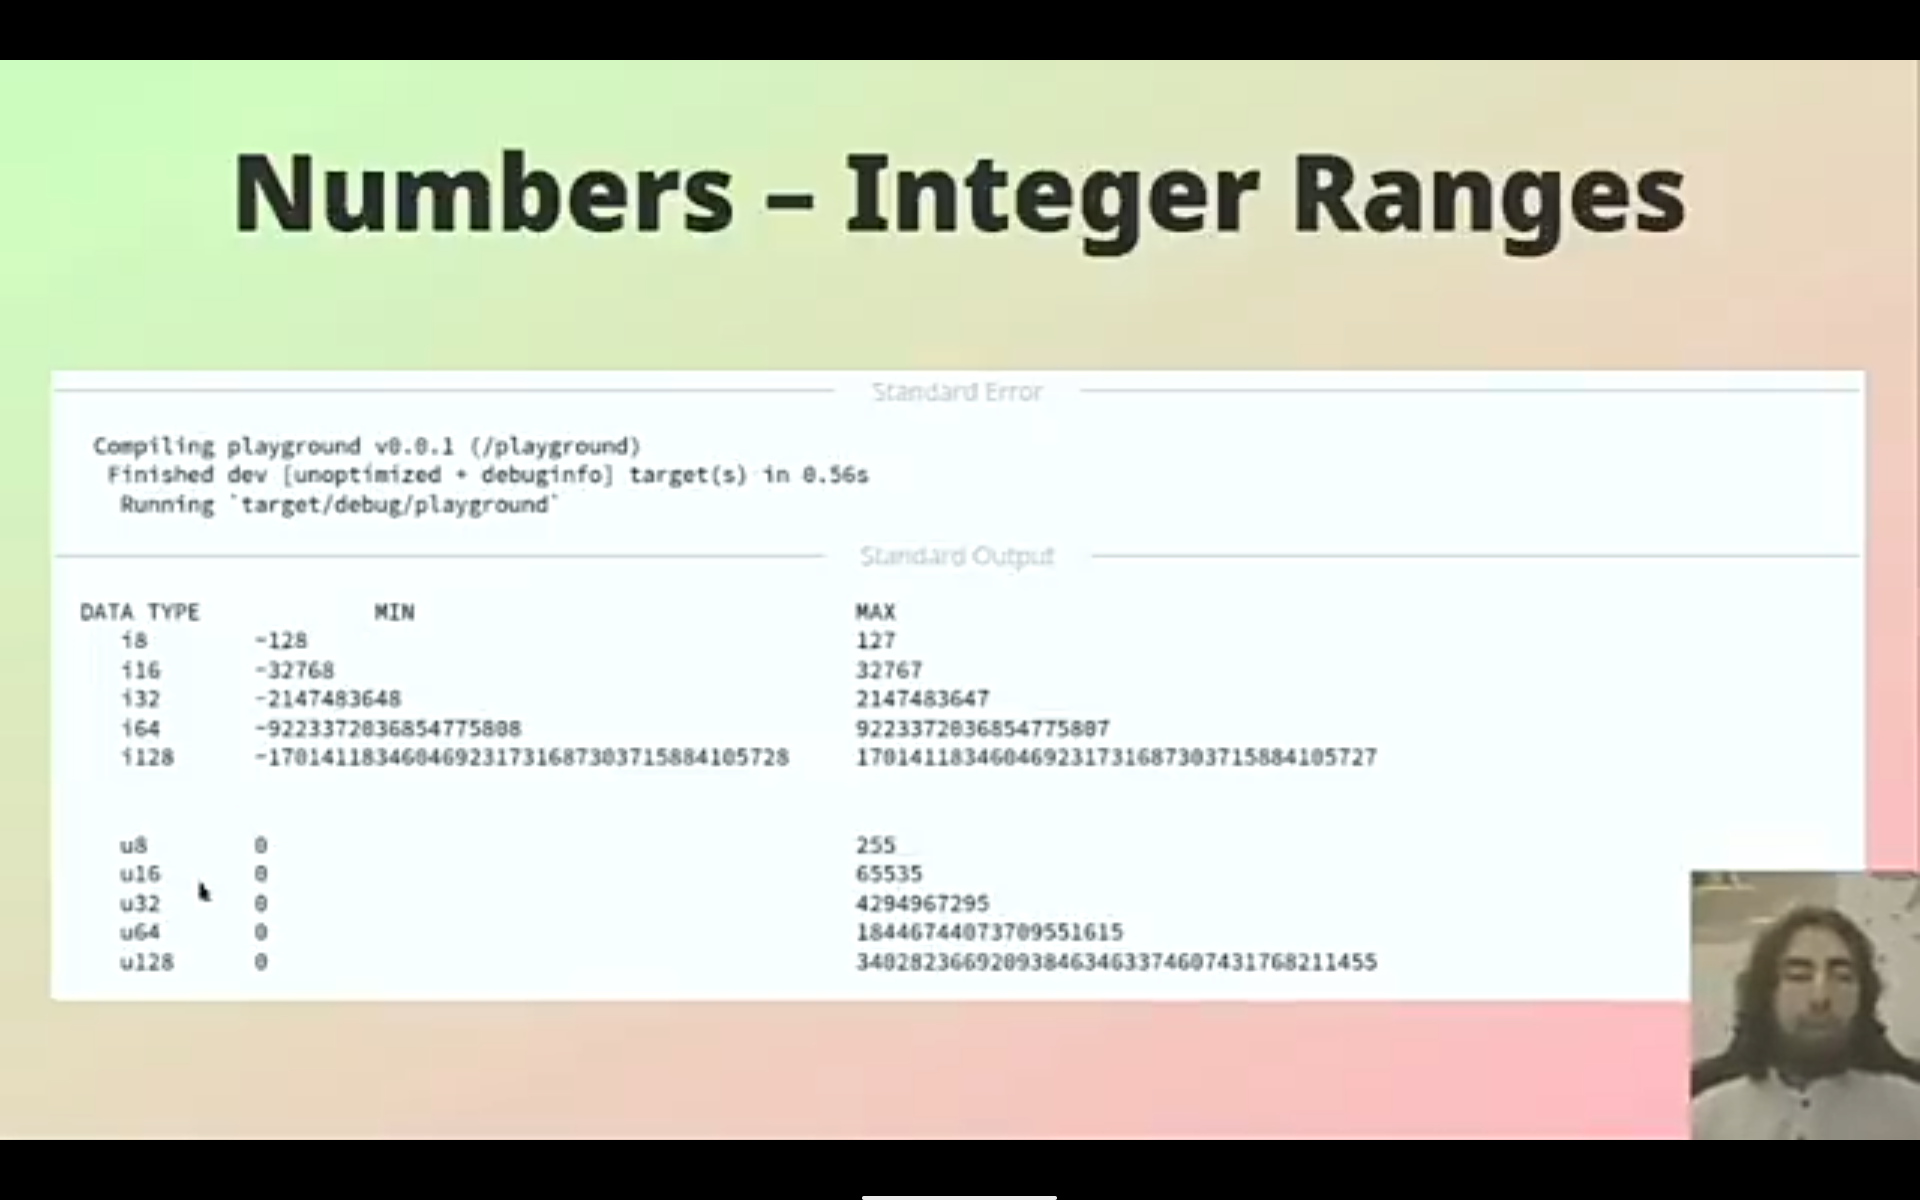 Numbers – Integer Ranges
Standard Error
Compiling playground v0.0.1 (/playground)
Finished dev [unoptimized + debuginfo] target(s) in 0.56s
Running `target/debug/playground`
Standard Output
DATA TYPE MIN MAX
i8 -128 127
i16 -32768 32767
i32 -2147483648 2147483647
i64 -9223372036854775808 9223372036854775807
i128 -170141183460469231731687303715884105728 170141183460469231731687303715884105727
u8 0 255
u16 0 65535
u32 0 4294967295
u64 0 18446744073709551615
u128 0 340282366920938463463374607431768211455